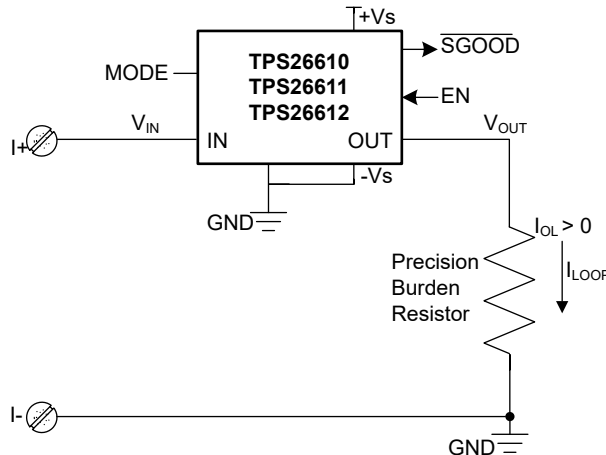 +Vs
SGOOD
MODE
TPS26610
TPS26611
TPS26612
EN
VIN
VOUT
I+
IN
OUT
-Vs
GND
IOL > 0
ILOOP
Precision
Burden
Resistor
I-
GND